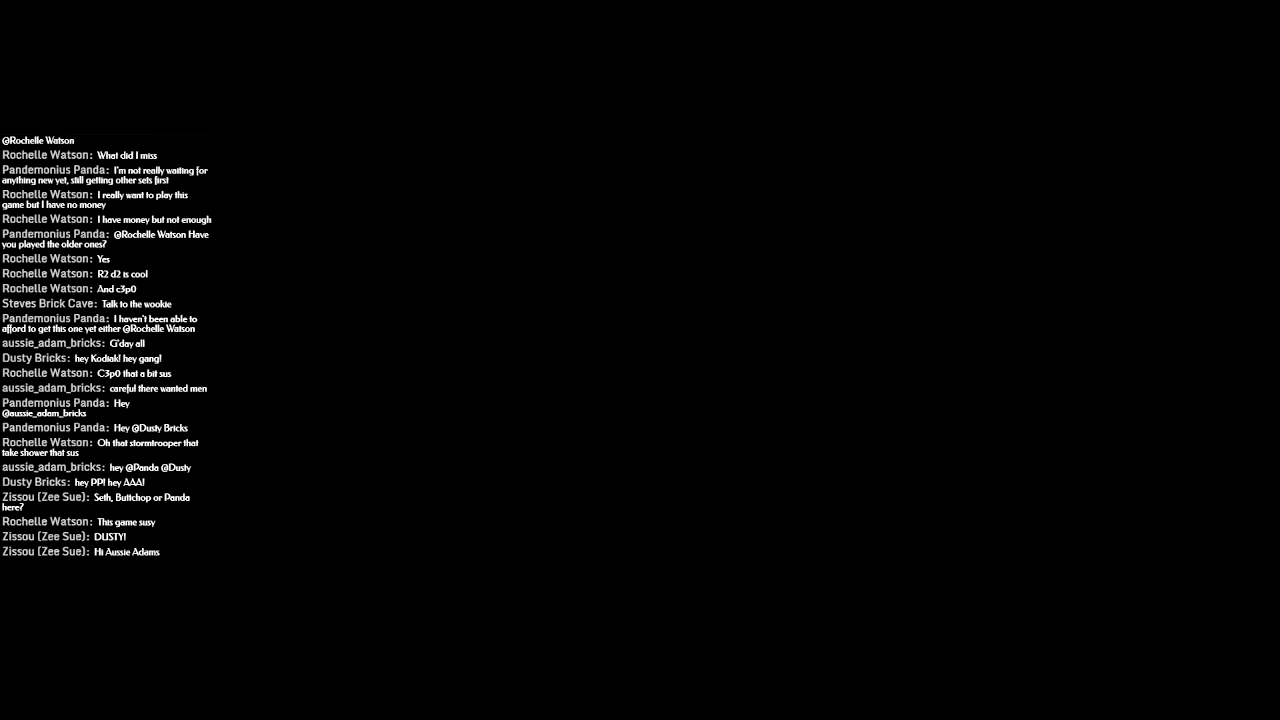 @Rochelle Watson
Rochelle Watson: What did I miss
Pandemonius Panda: I'm not really waiting for
anything new yet, still getting other sets first
Rochelle Watson: I really want to play this
game but I have no money
Rochelle Watson: I have money but not enough
Pandemonius Panda: @Rochelle Watson Have
you played the older ones?
Rochelle Watson: Yes
Rochelle Watson: R2 d2 is cool
Rochelle Watson: And c3p0
Steves Brick Cave: Talk to the wookie
Pandemonius Panda: I haven't been able to
afford to get this one yet either @Rochelle Watson
aussie_adam_bricks: G'day all
Dusty Bricks: hey Kodiak! hey gang!
Rochelle Watson: C3p0 that a bit sus
aussie_adam_bricks: careful there wanted men
Pandemonius Panda: Hey
@aussie_adam_bricks
Pandemonius Panda: Hey @Dusty Bricks
Rochelle Watson: Oh that stormtrooper that
take shower that sus
aussie_adam_bricks: hey @Panda @Dusty
Dusty Bricks: hey PP! hey AAA!
Zissou (Zee Sue): Seth, Buttchop or Panda
here?
Rochelle Watson: This game susy
Zissou (Zee Sue): DUSTY!
Zissou (Zee Sue): Hi Aussie Adams